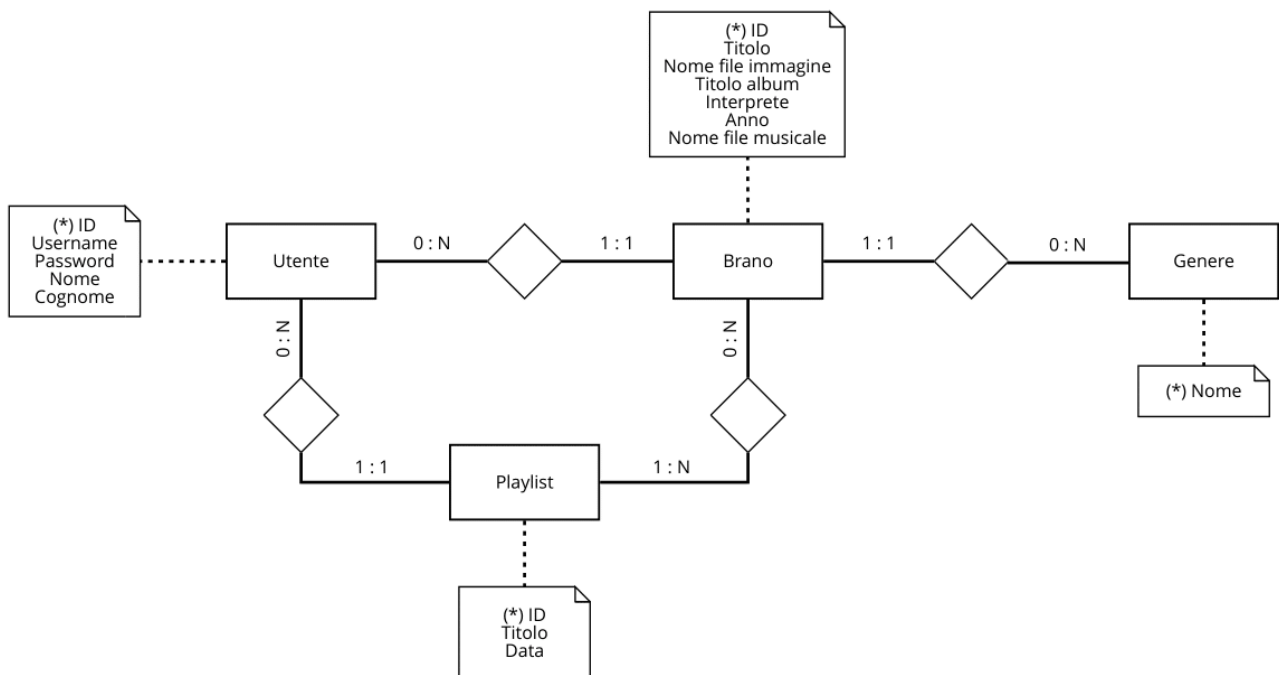 (*) ID
Titolo
Nome file immagine
Titolo album
Interprete
Anno
Nome file musicale
(*) ID
Username
Password
Nome
Cognome
Utente
0 : N
1 : 1
Brano
1 : 1
0 : N
Genere
0 : N
0 : N
(*) Nome
1 : 1
Playlist
1 : N
(*) ID
Titolo
Data